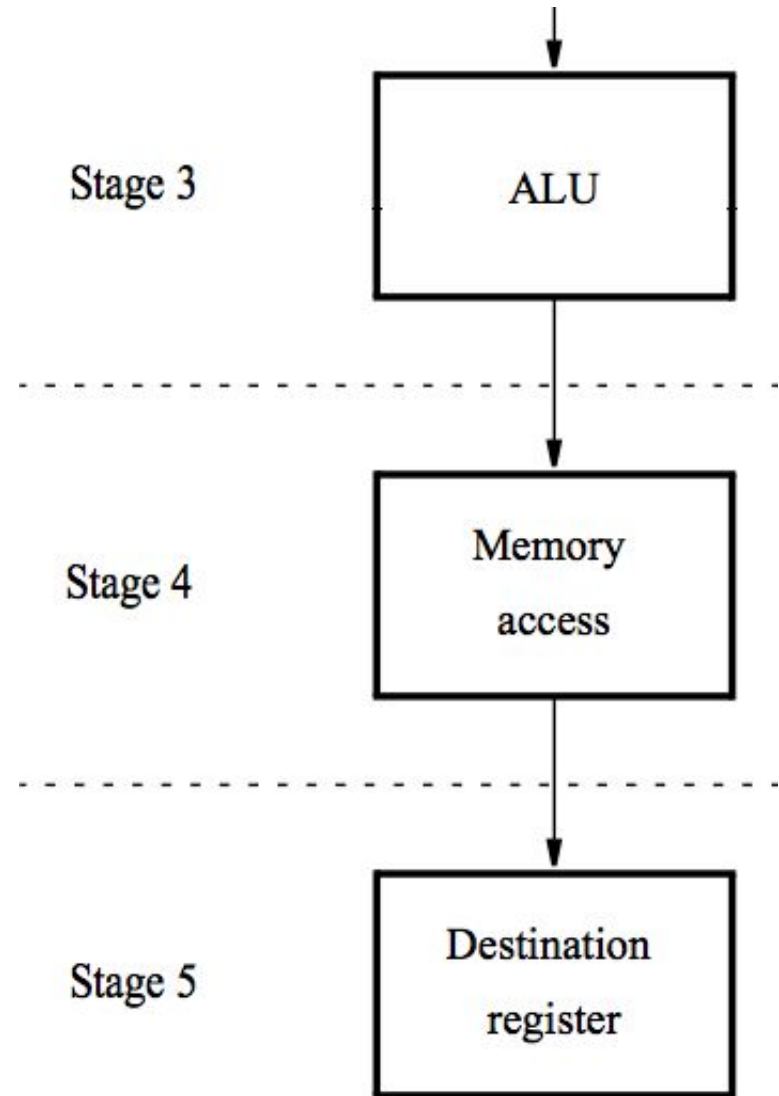 Stage 3
ALU
Stage 4
Memory
access
Stage 5
Destination
register